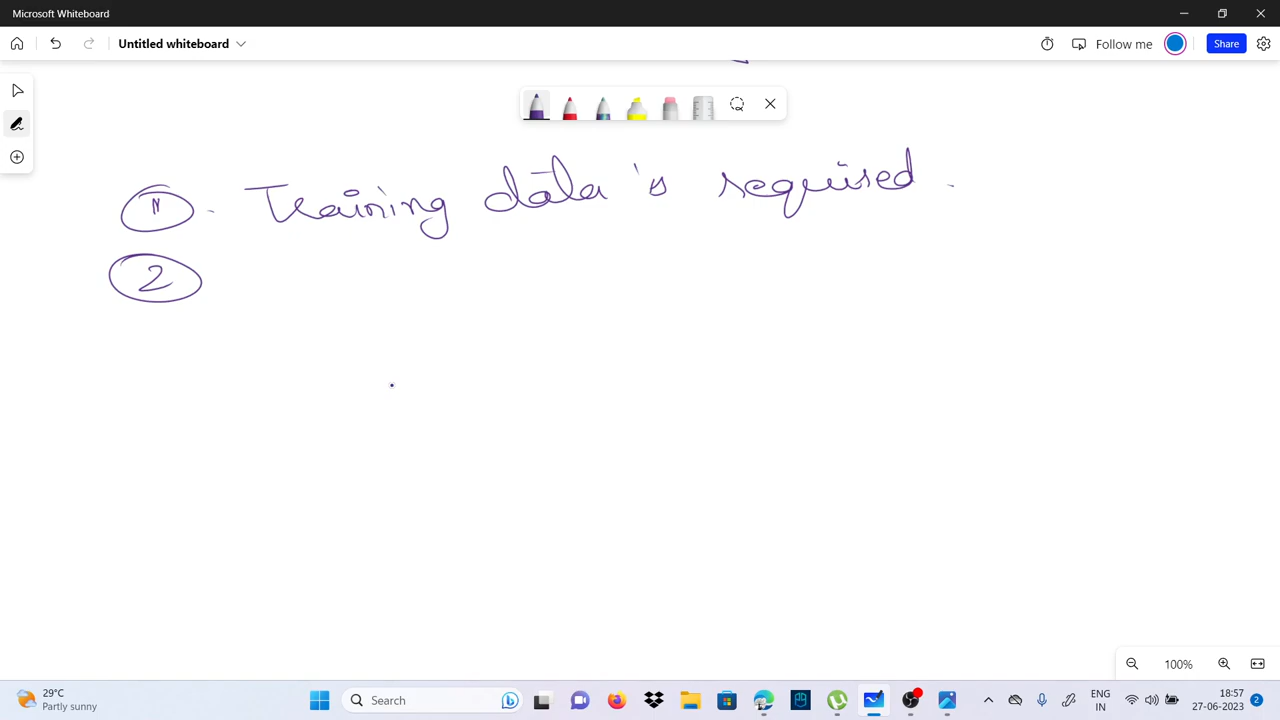 Microsoft Whiteboard
Untitled whiteboard
Follow me
Share
1. Training data is required.
2
100%
29°C
Partly sunny
Search
ENG
IN
18:57
27-06-2023
2